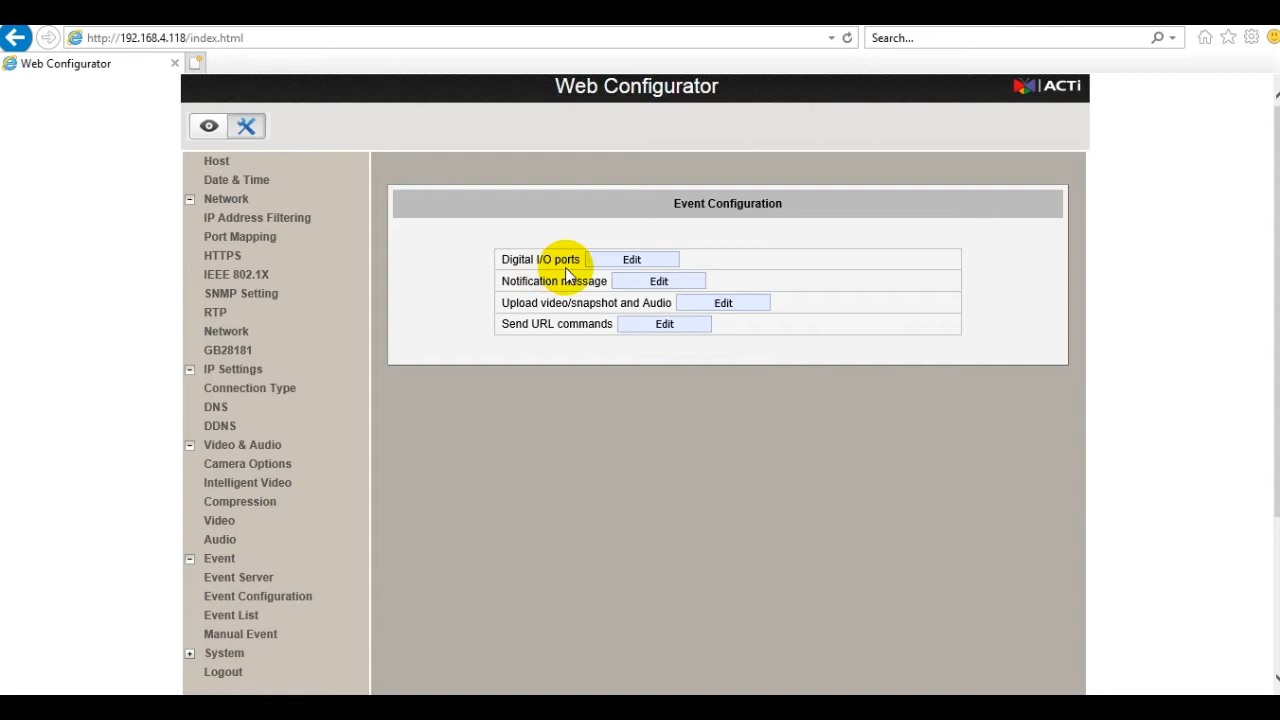 http://192.168.4.118/index.html
Search...
Web Configurator
Web Configurator
ACTi
Host
Date & Time
Network
IP Address Filtering
Port Mapping
HTTPS
IEEE 802.1X
SNMP Setting
RTP
Network
GB28181
IP Settings
Connection Type
DNS
DDNS
Video & Audio
Camera Options
Intelligent Video
Compression
Video
Audio
Event
Event Server
Event Configuration
Event List
Manual Event
System
Logout
Event Configuration
Digital I/O ports Edit
Notification message Edit
Upload video/snapshot and Audio Edit
Send URL commands Edit